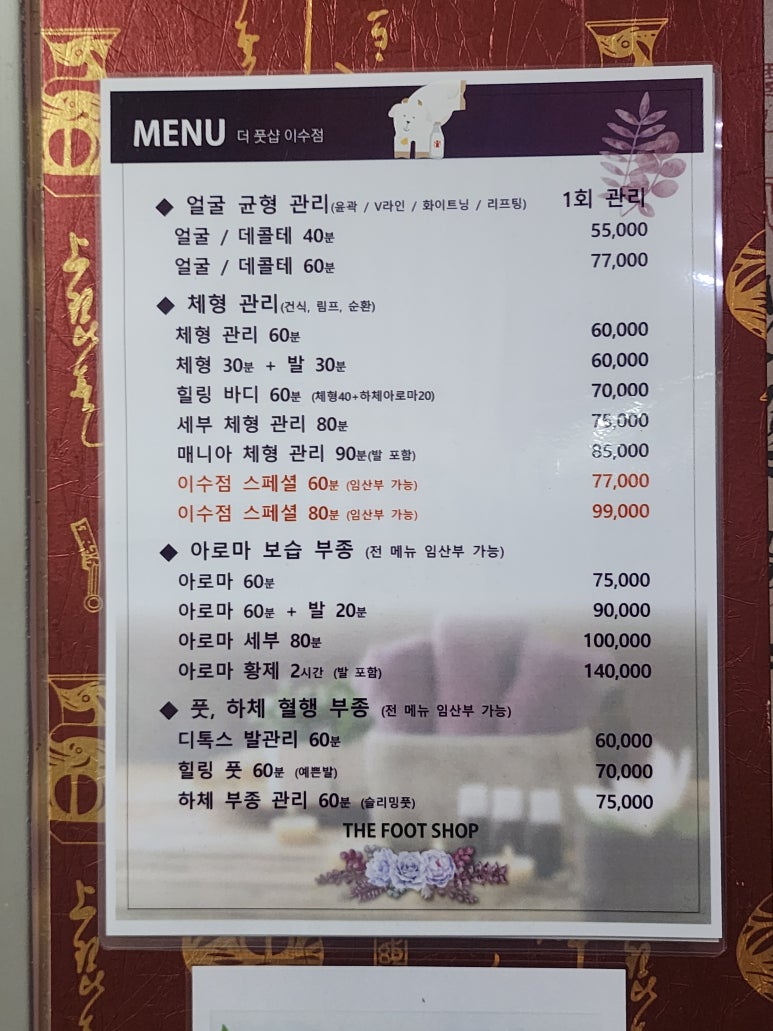 MENU 더 풋샵 이수점
◆ 얼굴 균형 관리(윤곽 / V라인 / 화이트닝 / 리프팅) 1회 관리
얼굴 / 데콜테 40분 55,000
얼굴 / 데콜테 60분 77,000
◆ 체형 관리(건식, 림프, 순환)
체형 관리 60분 60,000
체형 30분 + 발 30분 60,000
힐링 바디 60분 (체형40+하체아로마20) 70,000
세부 체형 관리 80분 75,000
매니아 체형 관리 90분(발 포함) 85,000
이수점 스페셜 60분 (임산부 가능) 77,000
이수점 스페셜 80분 (임산부 가능) 99,000
◆ 아로마 보습 부종 (전 메뉴 임산부 가능)
아로마 60분 75,000
아로마 60분 + 발 20분 90,000
아로마 세부 80분 100,000
아로마 황제 2시간 (발 포함) 140,000
◆ 풋, 하체 혈행 부종 (전 메뉴 임산부 가능)
디톡스 발관리 60분 60,000
힐링 풋 60분 (예쁜발) 70,000
하체 부종 관리 60분 (슬리밍풋) 75,000
THE FOOT SHOP